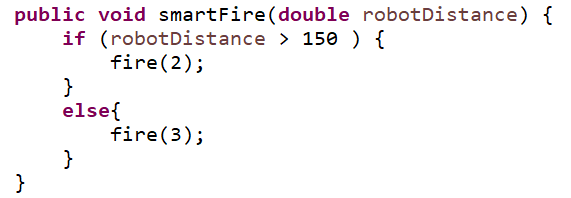 public void smartFire(double robotDistance) {
    if (robotDistance > 150 ) {
        fire(2);
    }
    else{
        fire(3);
    }
}